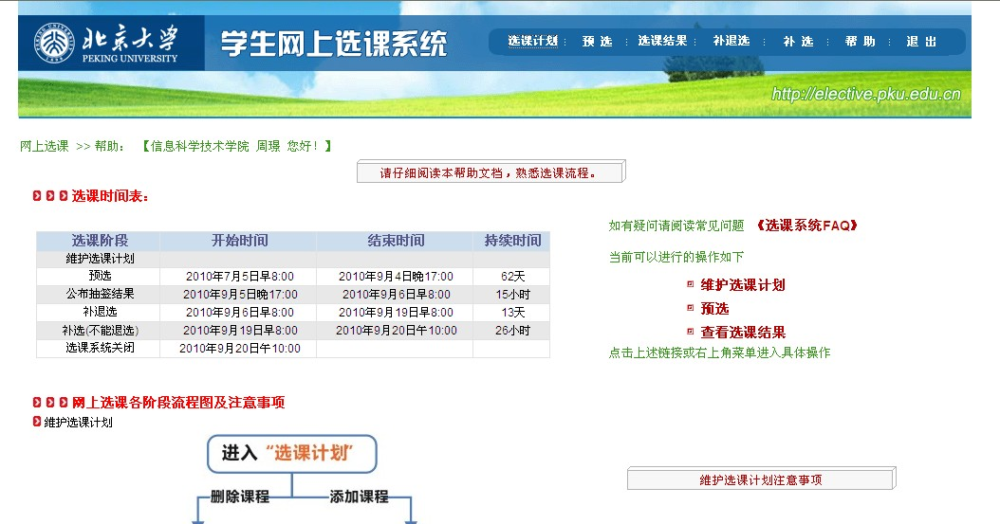 北京大学
PEKING UNIVERSITY
学生网上选课系统
选课计划 : 预 选 : 选课结果 : 补退选 : 补 选 : 帮 助 : 退 出
http://elective.pku.edu.cn
网上选课 >> 帮助: 【信息科学技术学院 周璟 您好!】
请仔细阅读本帮助文档，熟悉选课流程。
选课时间表:
选课阶段 开始时间 结束时间 持续时间
维护选课计划
预选 2010年7月5日早8:00 2010年9月4日晚17:00 62天
公布抽签结果 2010年9月5日晚17:00 2010年9月6日早8:00 15小时
补退选 2010年9月6日早8:00 2010年9月19日早8:00 13天
补选(不能退选) 2010年9月19日早8:00 2010年9月20日午10:00 26小时
选课系统关闭 2010年9月20日午10:00
如有疑问请阅读常见问题 《选课系统FAQ》
当前可以进行的操作如下
维护选课计划
预选
查看选课结果
点击上述链接或右上角菜单进入具体操作
网上选课各阶段流程图及注意事项
维护选课计划
进入“选课计划”
删除课程 添加课程
维护选课计划注意事项